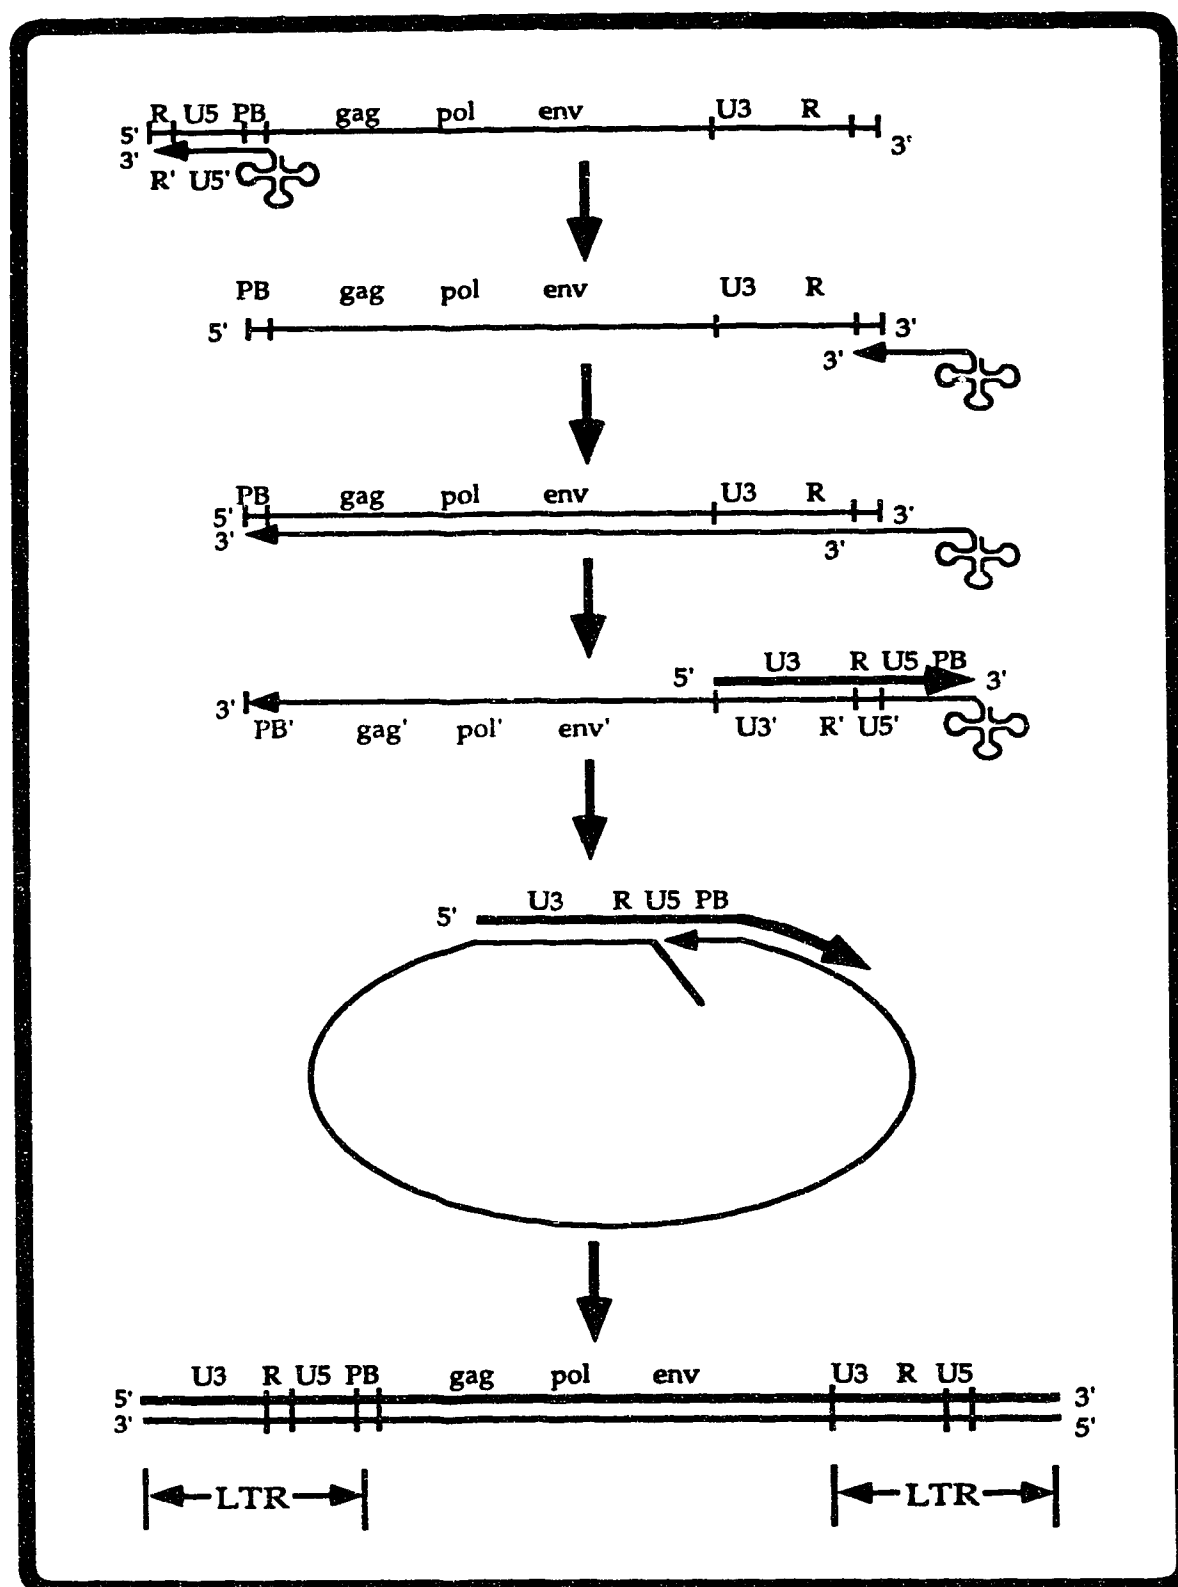 R U5 PB gag pol env U3 R
5'
3' 3'
R' U5'
PB gag pol env U3 R
5' 3'
3'
PB gag pol env U3 R
5' 3'
3' 3'
U3 R U5 PB
5' 3'
3'
PB' gag' pol' env' U3' R' U5'
U3 R U5 PB
5'
U3 R U5 PB gag pol env U3 R U5
5' 3'
3' 5'
LTR LTR